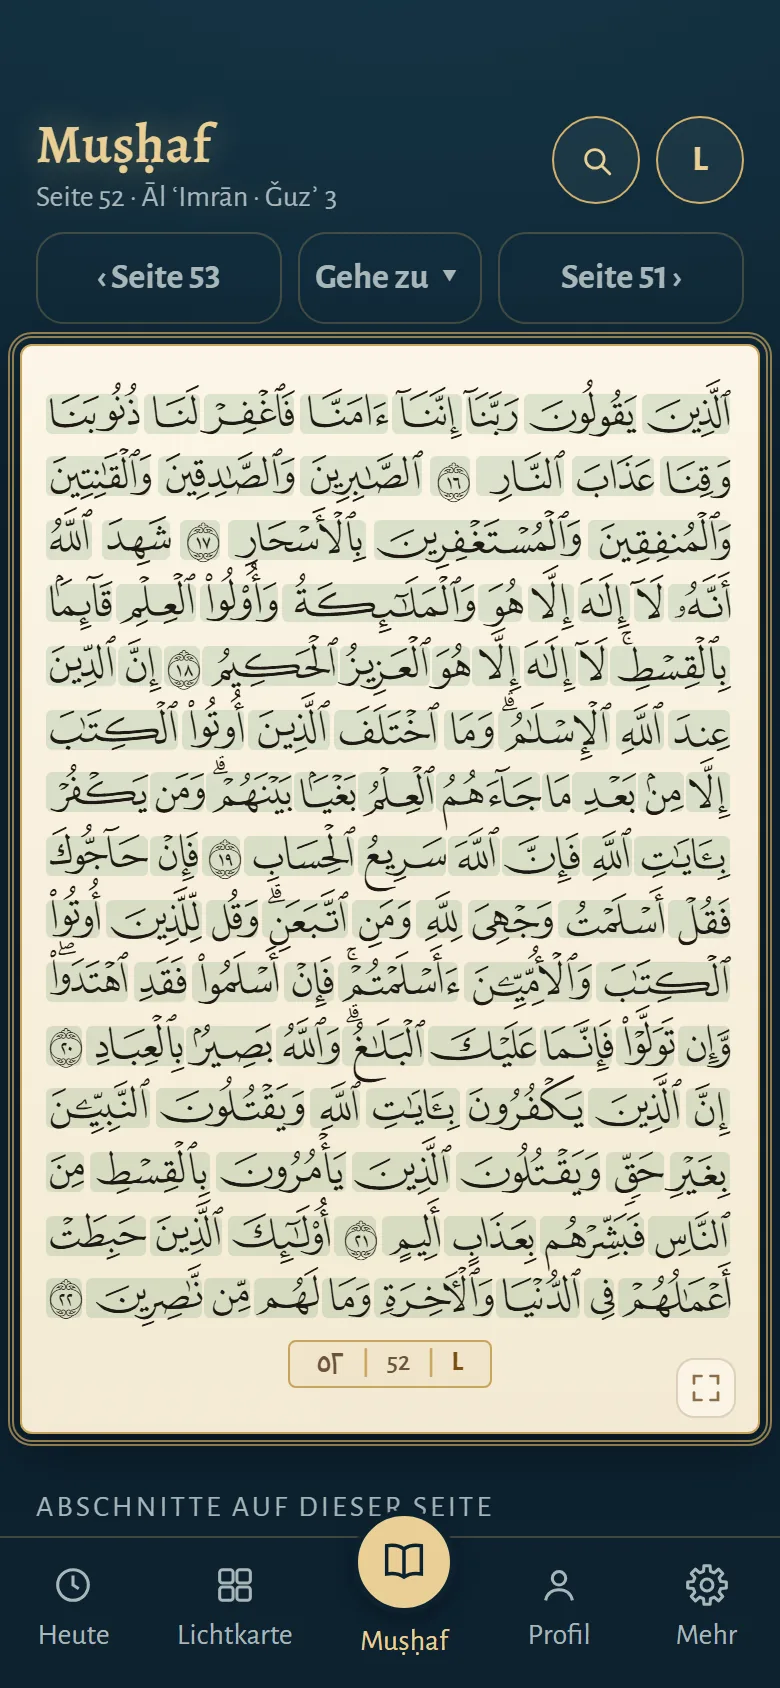 Muṣḥaf
L
Seite 52 · Āl ʿImrān · Ǧuzʾ 3
‹ Seite 53
Gehe zu ▼
Seite 51 ›
ٱلَّذِينَ يَقُولُونَ رَبَّنَآ إِنَّنَآ ءَامَنَّا فَٱغْفِرْ لَنَا ذُنُوبَنَا
وَقِنَا عَذَابَ ٱلنَّارِ ١٦ ٱلصَّـٰبِرِينَ وَٱلصَّـٰدِقِينَ وَٱلْقَـٰنِتِينَ
وَٱلْمُنفِقِينَ وَٱلْمُسْتَغْفِرِينَ بِٱلْأَسْحَارِ ١٧ شَهِدَ ٱللَّهُ
أَنَّهُۥ لَآ إِلَـٰهَ إِلَّا هُوَ وَٱلْمَلَـٰٓئِكَةُ وَأُو۟لُوا۟ ٱلْعِلْمِ قَآئِمًۢا
بِٱلْقِسْطِ ۚ لَآ إِلَـٰهَ إِلَّا هُوَ ٱلْعَزِيزُ ٱلْحَكِيمُ ١٨ إِنَّ ٱلدِّينَ
عِندَ ٱللَّهِ ٱلْإِسْلَـٰمُ ۗ وَمَا ٱخْتَلَفَ ٱلَّذِينَ أُوتُوا۟ ٱلْكِتَـٰبَ
إِلَّا مِنۢ بَعْدِ مَا جَآءَهُمُ ٱلْعِلْمُ بَغْيًۢا بَيْنَهُمْ ۗ وَمَن يَكْفُرْ
بِـَٔايَـٰتِ ٱللَّهِ فَإِنَّ ٱللَّهَ سَرِيعُ ٱلْحِسَابِ ١٩ فَإِنْ حَآجُّوكَ
فَقُلْ أَسْلَمْتُ وَجْهِىَ لِلَّهِ وَمَنِ ٱتَّبَعَنِ ۗ وَقُل لِّلَّذِينَ أُوتُوا۟
ٱلْكِتَـٰبَ وَٱلْأُمِّيِّـۧنَ ءَأَسْلَمْتُمْ ۚ فَإِنْ أَسْلَمُوا۟ فَقَدِ ٱهْتَدَوا۟ ۖ
وَّإِن تَوَلَّوْا۟ فَإِنَّمَا عَلَيْكَ ٱلْبَلَـٰغُ ۗ وَٱللَّهُ بَصِيرٌۢ بِٱلْعِبَادِ ٢٠
إِنَّ ٱلَّذِينَ يَكْفُرُونَ بِـَٔايَـٰتِ ٱللَّهِ وَيَقْتُلُونَ ٱلنَّبِيِّـۧنَ
بِغَيْرِ حَقٍّ وَيَقْتُلُونَ ٱلَّذِينَ يَأْمُرُونَ بِٱلْقِسْطِ مِنَ
ٱلنَّاسِ فَبَشِّرْهُم بِعَذَابٍ أَلِيمٍ ٢١ أُو۟لَـٰٓئِكَ ٱلَّذِينَ حَبِطَتْ
أَعْمَـٰلُهُمْ فِى ٱلدُّنْيَا وَٱلْـَٔاخِرَةِ وَمَا لَهُم مِّن نَّـٰصِرِينَ ٢٢
٥٢ | 52 | L
ABSCHNITTE AUF DIESER SEITE
Heute
Lichtkarte
Muṣḥaf
Profil
Mehr